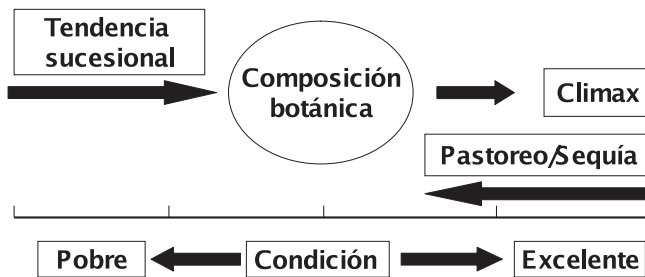 Tendencia
sucesional
Composición
botánica
Climax
Pastoreo/Sequía
Pobre
Condición
Excelente